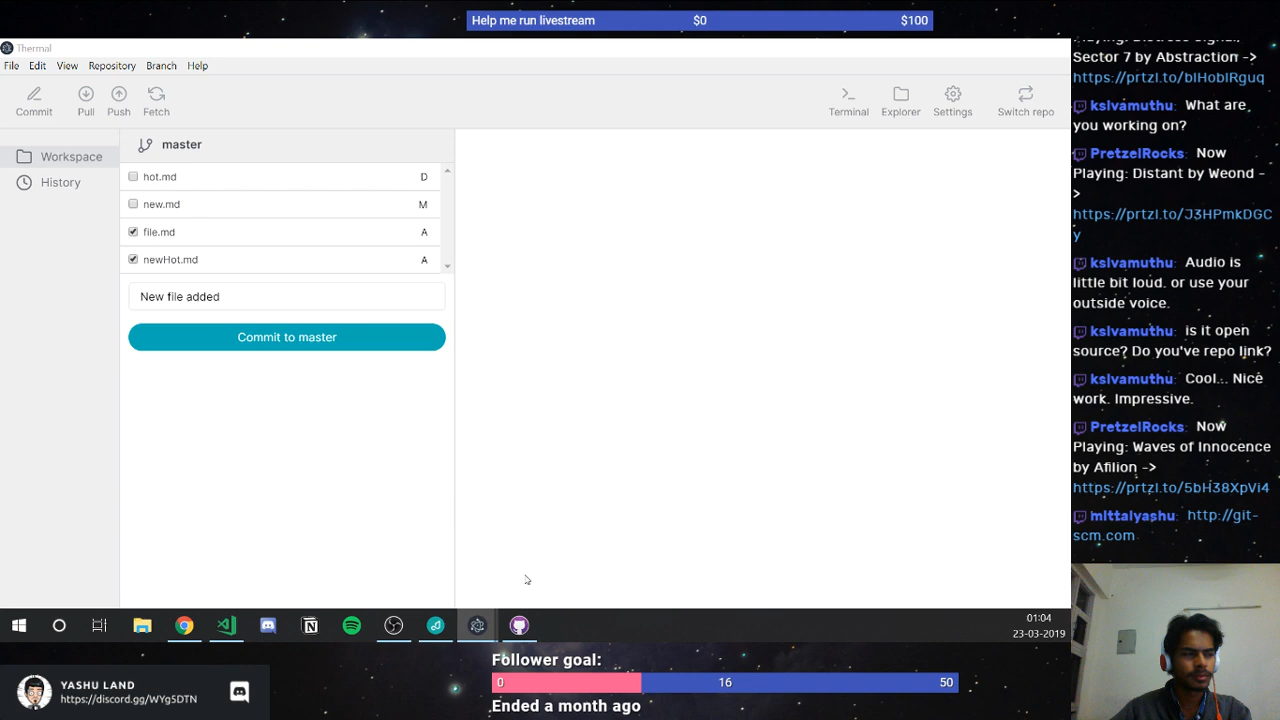 Help me run livestream $0 $100
Thermal
File Edit View Repository Branch Help
Commit Pull Push Fetch Terminal Explorer Settings Switch repo
Workspace
History
master
hot.md D
new.md M
file.md A
newHot.md A
New file added
Commit to master
Sector 7 by Abstraction ->
https://prtzl.to/blHoblRguq
kslvamuthu: What are
you working on?
PretzelRocks: Now
Playing: Distant by Weond -
>
https://prtzl.to/J3HPmkDGC
y
kslvamuthu: Audio is
little bit loud. or use your
outside voice.
kslvamuthu: is it open
source? Do you've repo link?
kslvamuthu: Cool... Nice
work. Impressive.
PretzelRocks: Now
Playing: Waves of Innocence
by Afilion ->
https://prtzl.to/5bH38XpVi4
mittalyashu: http://git-
scm.com
01:04
23-03-2019
YASHU LAND
https://discord.gg/WYg5DTN
Follower goal:
0 16 50
Ended a month ago